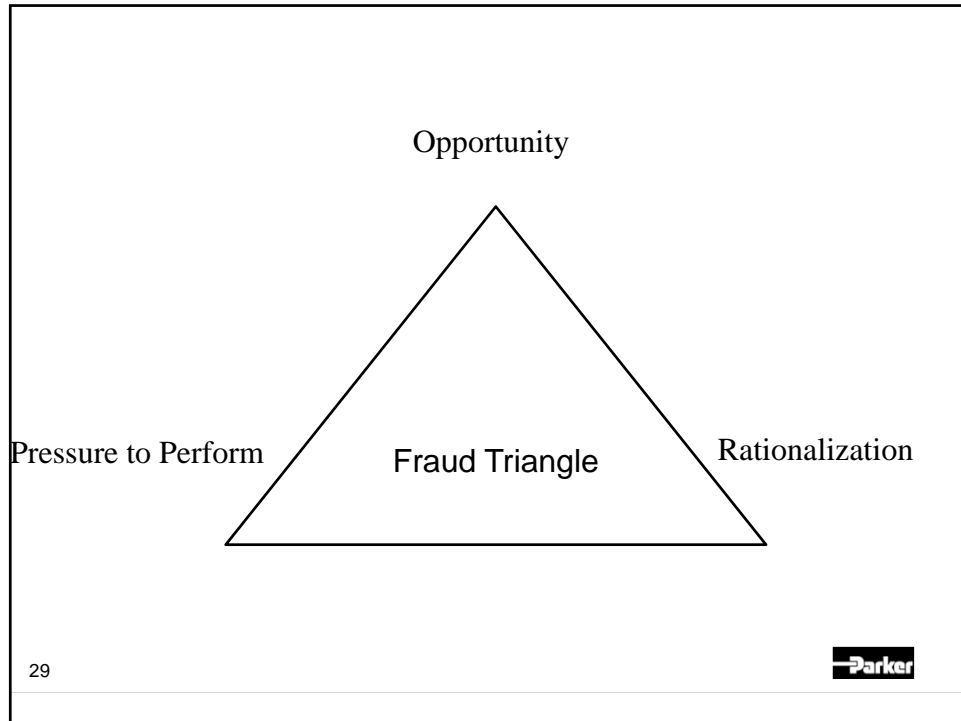 Opportunity
Pressure to Perform
Fraud Triangle
Rationalization
29
Parker